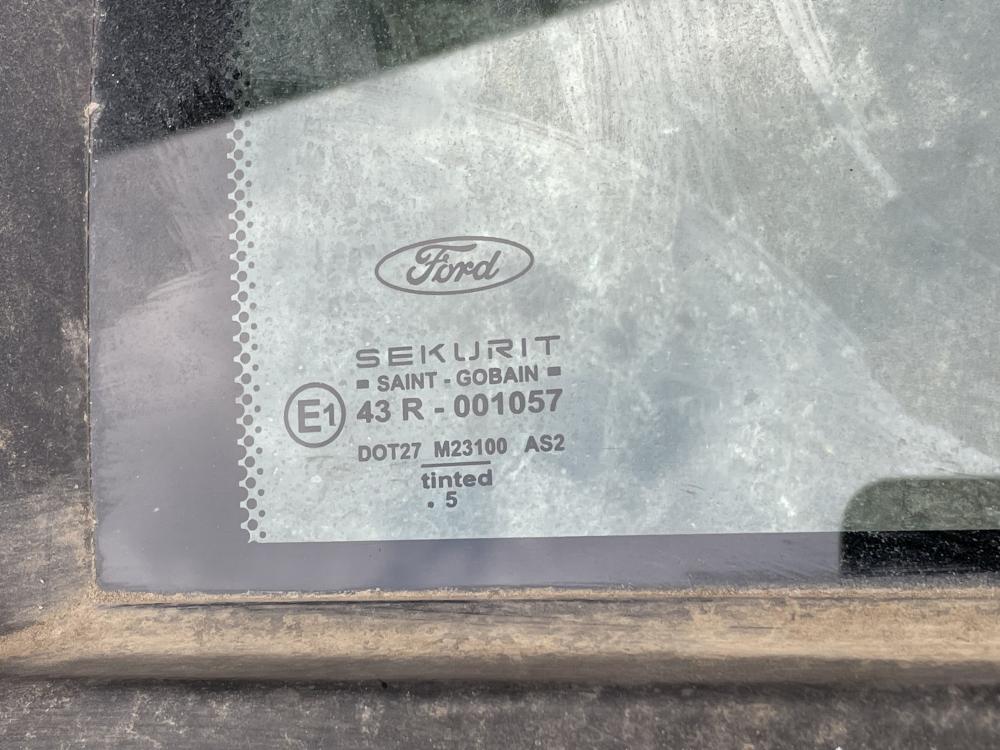 Ford
SEKURIT
SAINT - GOBAIN
E1 43 R - 001057
DOT27 M23100 AS2
tinted
. 5